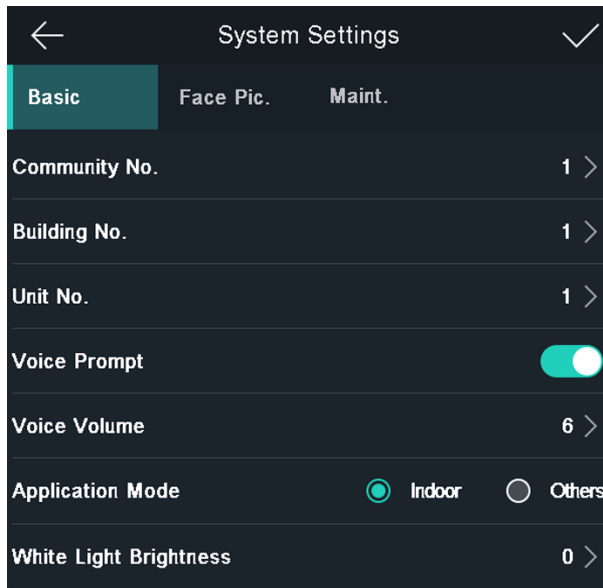 System Settings
Basic Face Pic. Maint.
Community No. 1
Building No. 1
Unit No. 1
Voice Prompt
Voice Volume 6
Application Mode Indoor Others
White Light Brightness 0